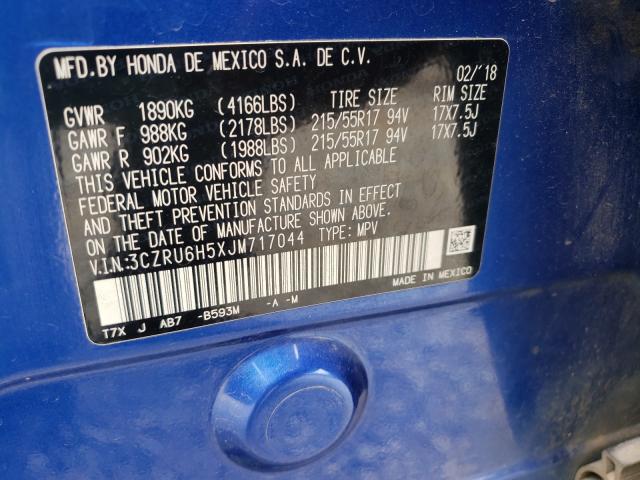 MFD.BY HONDA DE MEXICO S.A. DE C.V.
02/'18
GVWR 1890KG (4166LBS) TIRE SIZE RIM SIZE
GAWR F 988KG (2178LBS) 215/55R17 94V 17X7.5J
GAWR R 902KG (1988LBS) 215/55R17 94V 17X7.5J
THIS VEHICLE CONFORMS TO ALL APPLICABLE
FEDERAL MOTOR VEHICLE SAFETY
AND THEFT PREVENTION STANDARDS IN EFFECT
ON THE DATE OF MANUFACTURE SHOWN ABOVE.
V.I.N.:3CZRU6H5XJM717044 TYPE: MPV
MADE IN MEXICO
T7X J AB7 -B593M -A -M